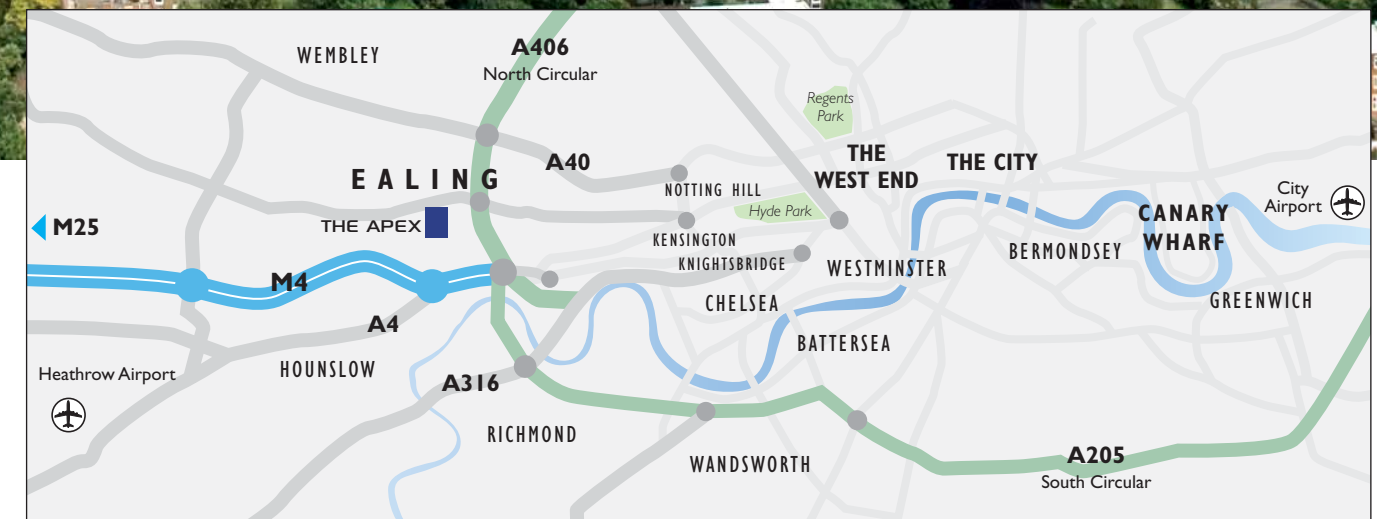 WEMBLEY
A406
North Circular
Regents
Park
A40
THE
WEST END
THE CITY
EALING
NOTTING HILL
City
Airport
THE APEX
Hyde Park
M25
CANARY
WHARF
KENSINGTON
BERMONDSEY
KNIGHTSBRIDGE
WESTMINSTER
M4
CHELSEA
GREENWICH
A4
BATTERSEA
HOUNSLOW
Heathrow Airport
A316
RICHMOND
WANDSWORTH
A205
South Circular